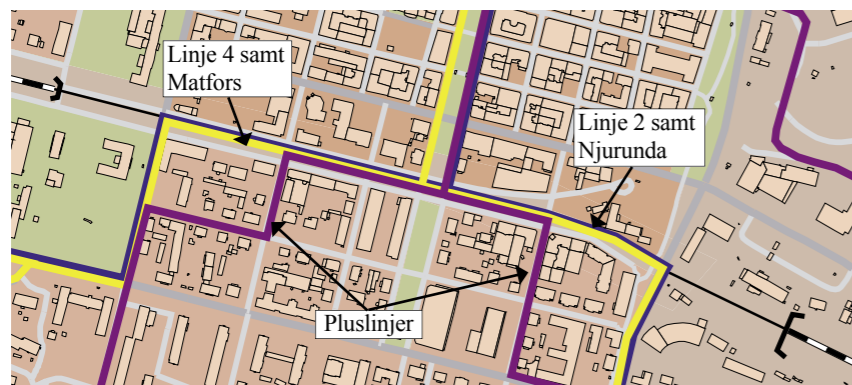 Linje 4 samt
Matfors
Linje 2 samt
Njurunda
Pluslinjer